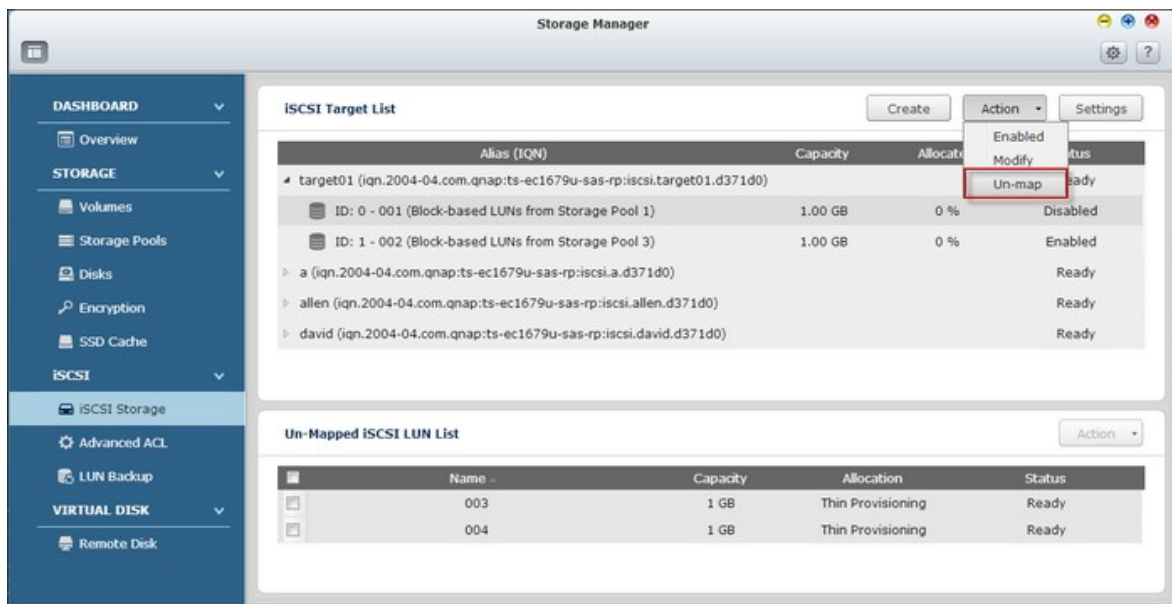 Storage Manager
?
DASHBOARD
Overview
STORAGE
Volumes
Storage Pools
Disks
Encryption
SSD Cache
iSCSI
iSCSI Storage
Advanced ACL
LUN Backup
VIRTUAL DISK
Remote Disk
iSCSI Target List Create Action Settings
Enabled
Modify
Un-map
Alias (IQN) Capacity
target01 (iqn.2004-04.com.qnap:ts-ec1679u-sas-rp:iscsi.target01.d371d0)
ID: 0 - 001 (Block-based LUNs from Storage Pool 1) 1.00 GB 0 % Disabled
ID: 1 - 002 (Block-based LUNs from Storage Pool 3) 1.00 GB 0 % Enabled
a (iqn.2004-04.com.qnap:ts-ec1679u-sas-rp:iscsi.a.d371d0) Ready
allen (iqn.2004-04.com.qnap:ts-ec1679u-sas-rp:iscsi.allen.d371d0) Ready
david (iqn.2004-04.com.qnap:ts-ec1679u-sas-rp:iscsi.david.d371d0) Ready
Un-Mapped iSCSI LUN List Action
Name Capacity Allocation Status
003 1 GB Thin Provisioning Ready
004 1 GB Thin Provisioning Ready